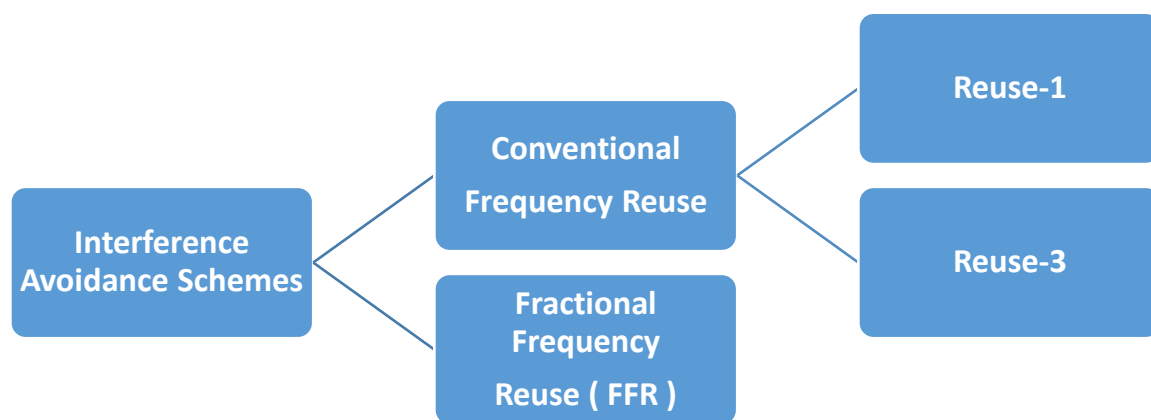 Interference
Avoidance Schemes
Conventional
Frequency Reuse
Fractional
Frequency
Reuse ( FFR )
Reuse-1
Reuse-3